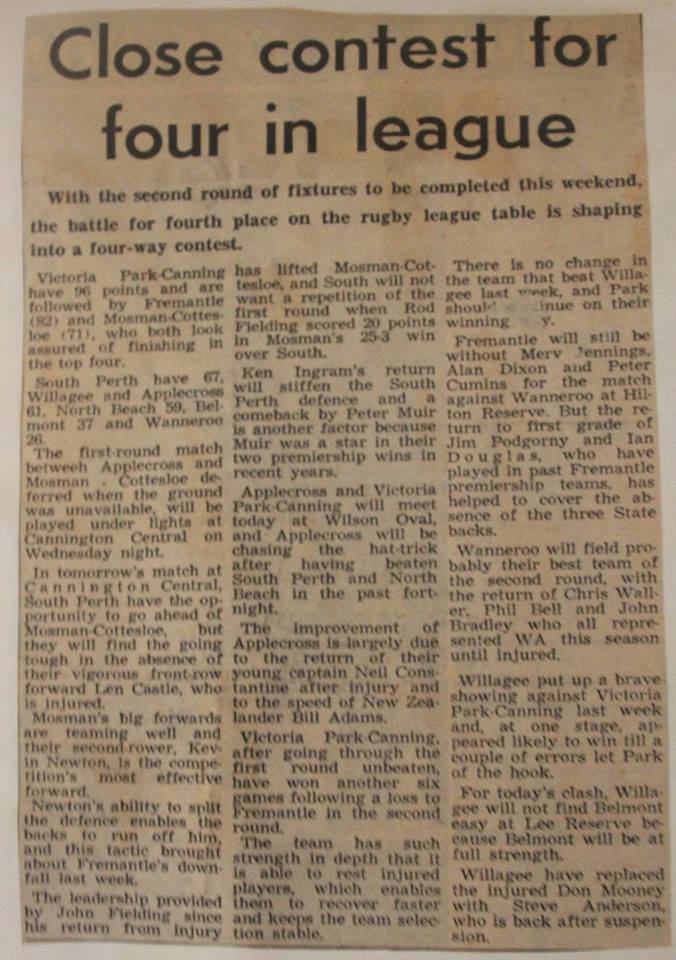 Close contest for
four in league
With the second round of fixtures to be completed this weekend,
the battle for fourth place on the rugby league table is shaping
into a four-way contest.
Victoria Park-Canning
have 96 points and are
followed by Fremantle
(82) and Mosman-Cottes-
loe (71), who both look
assured of finishing in
the top four.
South Perth have 67,
Willagee and Applecross
61, North Beach 59, Bel-
mont 37 and Wanneroo
26.
The first-round match
between Applecross and
Mosman - Cottesloe de-
ferred when the ground
was unavailable, will be
played under lights at
Cannington Central on
Wednesday night.
In tomorrow's match at
Cannington Central,
South Perth have the op-
portunity to go ahead of
Mosman-Cottesloe, but
they will find the going
tough in the absence of
their vigorous front-row
forward Len Castle, who
is injured.
Mosman's big forwards
are teaming well and
their second-rower, Kev-
in Newton, is the compe-
tition's most effective
forward.
Newton's ability to split
the defence enables the
backs to run off him,
and this tactic brought
about Fremantle's down-
fall last week.
The leadership provided
by John Fielding since
his return from injury
has lifted Mosman-Cot-
tesloe, and South will not
want a repetition of the
first round when Rod
Fielding scored 20 points
in Mosman's 25-3 win
over South.
Ken Ingram's return
will stiffen the South
Perth defence and a
comeback by Peter Muir
is another factor because
Muir was a star in their
two premiership wins in
recent years.
Applecross and Victoria
Park-Canning will meet
today at Wilson Oval,
and Applecross will be
chasing the hat-trick
after having beaten
South Perth and North
Beach in the past fort-
night.
The improvement of
Applecross is largely due
to the return of their
young captain Neil Cons-
tantine after injury and
to the speed of New Zea-
lander Bill Adams.
Victoria Park-Canning,
after going through the
first round unbeaten,
have won another six
games following a loss to
Fremantle in the second
round.
The team has such
strength in depth that it
is able to rest injured
players, which enables
them to recover faster
and keeps the team selec-
tion stable.
There is no change in
the team that beat Willa-
gee last week, and Park
should on their
winning
Fremantle will still be
without Merv Jennings,
Alan Dixon and Peter
Cumins for the match
against Wanneroo at Hil-
ton Reserve. But the re-
turn to first grade of
Jim Podgorny and Ian
Douglas, who have
played in past Fremantle
premiership teams, has
helped to cover the ab-
sence of the three State
backs.
Wanneroo will field pro-
bably their best team of
the second round, with
the return of Chris Wall-
er, Phil Bell and John
Bradley who all repre-
sented WA this season
until injured.
Willagee put up a brave
showing against Victoria
Park-Canning last week
and, at one stage, ap-
peared likely to win till a
couple of errors let Park
of the hook.
For today's clash, Willa-
gee will not find Belmont
easy at Lee Reserve be-
cause Belmont will be at
full strength.
Willagee have replaced
the injured Don Mooney
with Steve Anderson,
who is back after suspen-
sion.